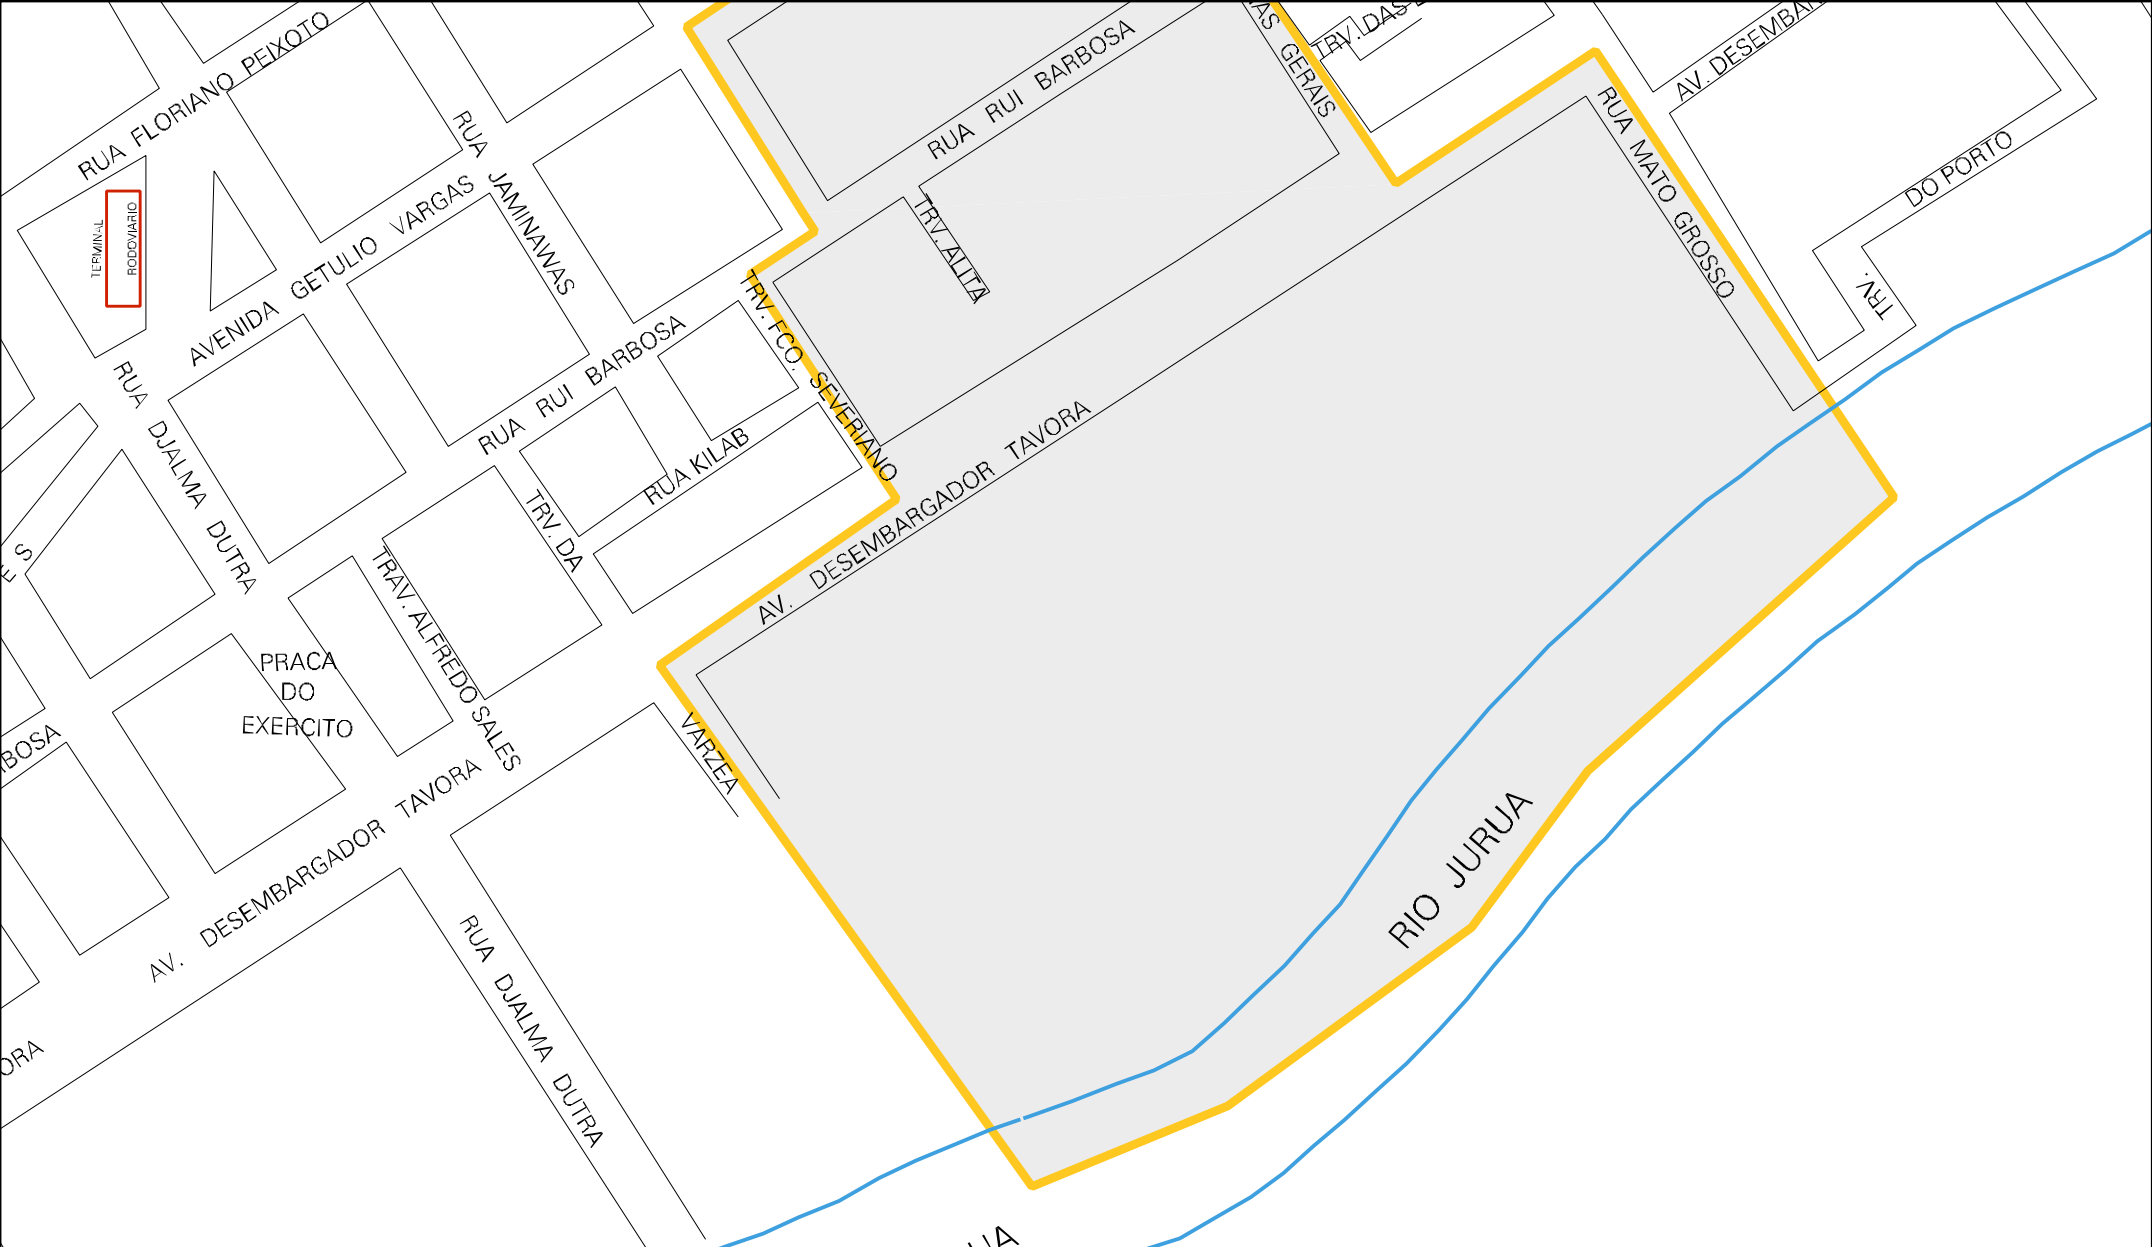 RUA FLORIANO PEIXOTO
RUA RUI BARBOSA
GERAIS
TRV. DAS
AV.
RUA JAMINAWAS
RUA MATO GROSSO
DO PORTO
TRV.
TERMINAL
RODOVIARIO
AVENIDA GETULIO VARGAS
TRV. ALITA
TRV. FCO. SEVERIANO
RUA RUI BARBOSA
RUA KILAB
RUA DJALMA DUTRA
AV. DESEMBARGADOR TAVORA
TRV. DA
E S
TRAV. ALFREDO SALES
PRACA
DO
EXERCITO
VARZEA
BOSA
AV. DESEMBARGADOR TAVORA
RIO JURUA
RUA DJALMA DUTRA
ORA
UA